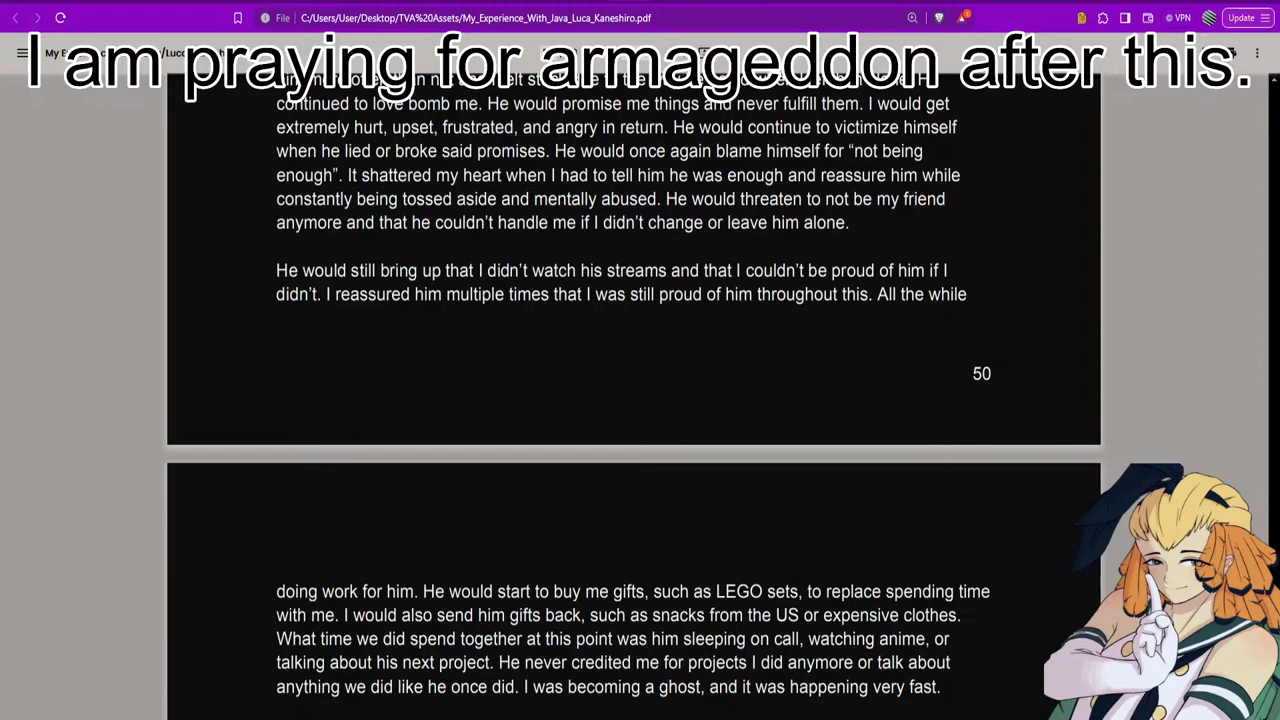 File C:/Users/User/Desktop/TVA%20Assets/My_Experience_With_Java_Luca_Kaneshiro.pdf VPN Update
I am praying for armageddon after this.
continued to love bomb me. He would promise me things and never fulfill them. I would get
extremely hurt, upset, frustrated, and angry in return. He would continue to victimize himself
when he lied or broke said promises. He would once again blame himself for “not being
enough”. It shattered my heart when I had to tell him he was enough and reassure him while
constantly being tossed aside and mentally abused. He would threaten to not be my friend
anymore and that he couldn’t handle me if I didn’t change or leave him alone.
He would still bring up that I didn’t watch his streams and that I couldn’t be proud of him if I
didn’t. I reassured him multiple times that I was still proud of him throughout this. All the while
50
doing work for him. He would start to buy me gifts, such as LEGO sets, to replace spending time
with me. I would also send him gifts back, such as snacks from the US or expensive clothes.
What time we did spend together at this point was him sleeping on call, watching anime, or
talking about his next project. He never credited me for projects I did anymore or talk about
anything we did like he once did. I was becoming a ghost, and it was happening very fast.